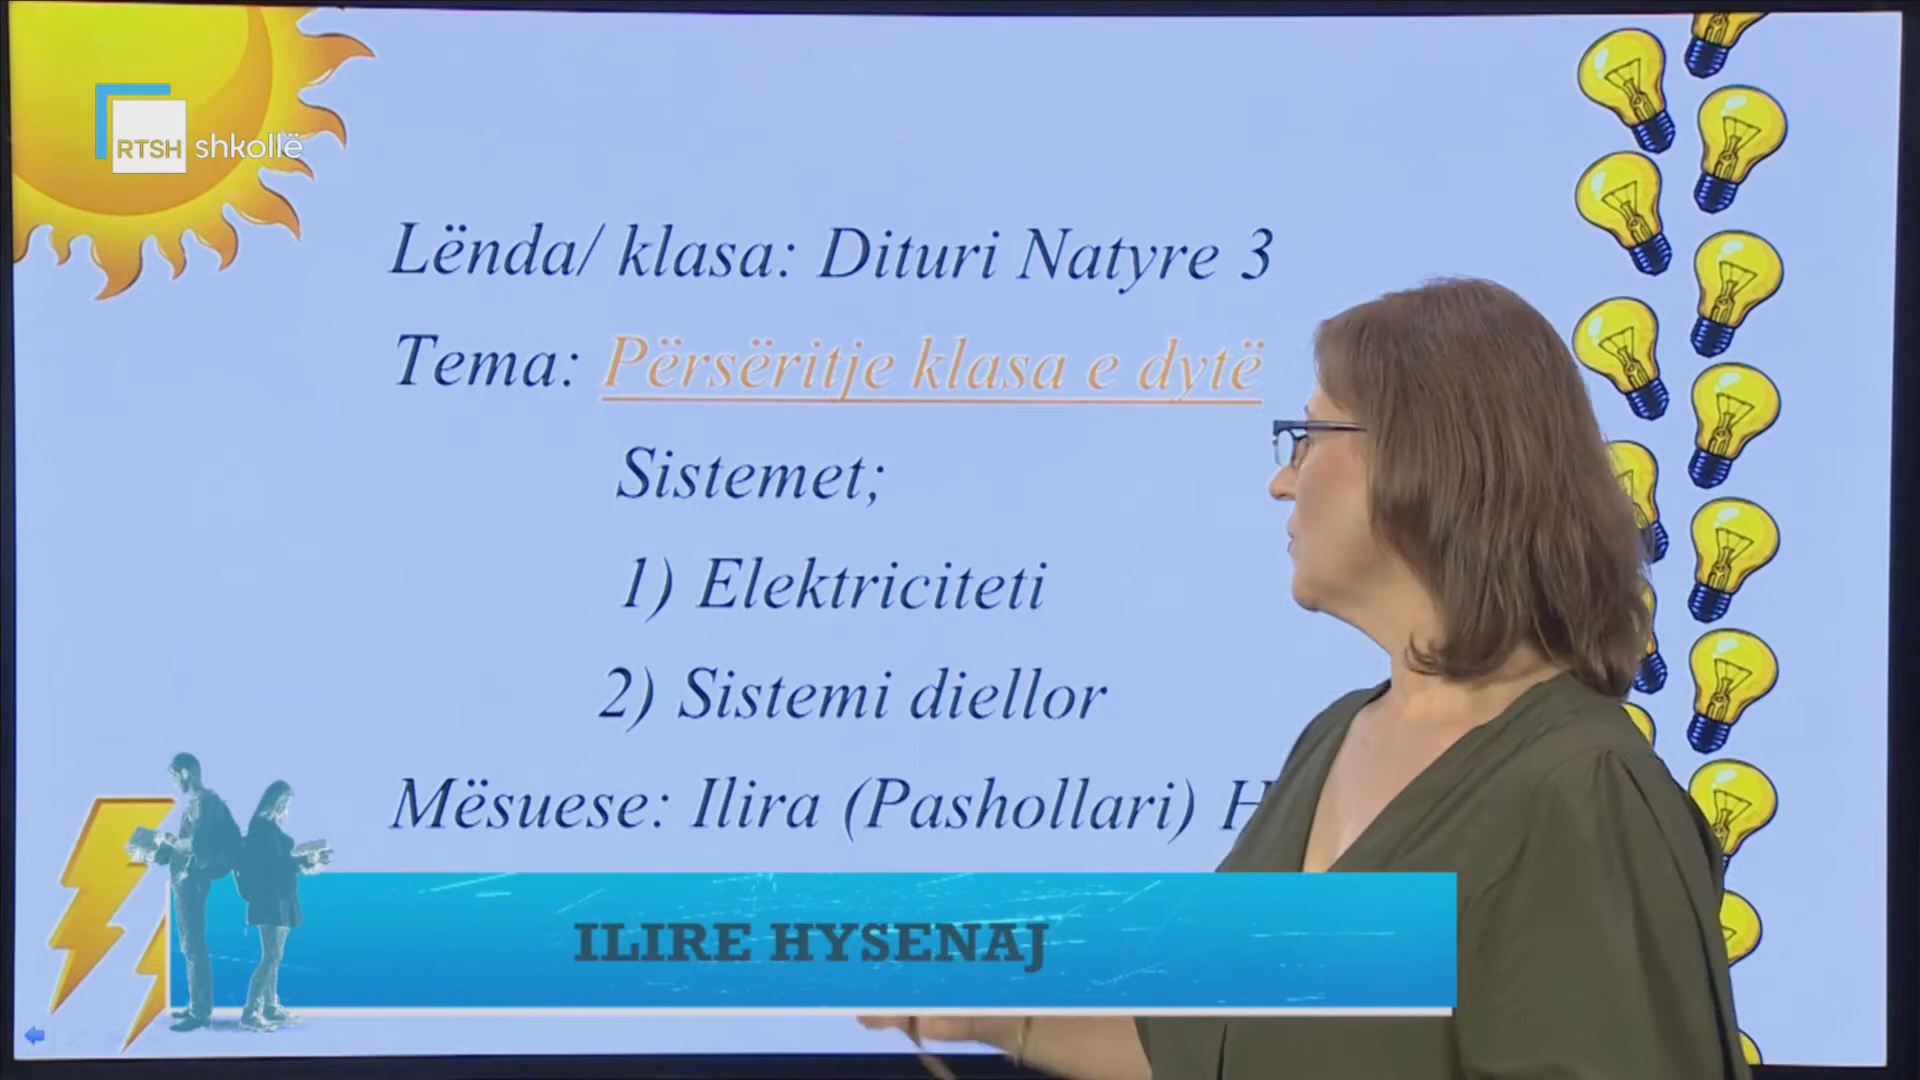 RTSH shkollë
Lënda/ klasa: Dituri Natyre 3
Tema: Përsëritje klasa e dytë
Sistemet;
1) Elektriciteti
2) Sistemi diellor
Mësuese: Ilira (Pashollari) H
ILIRE HYSENAJ